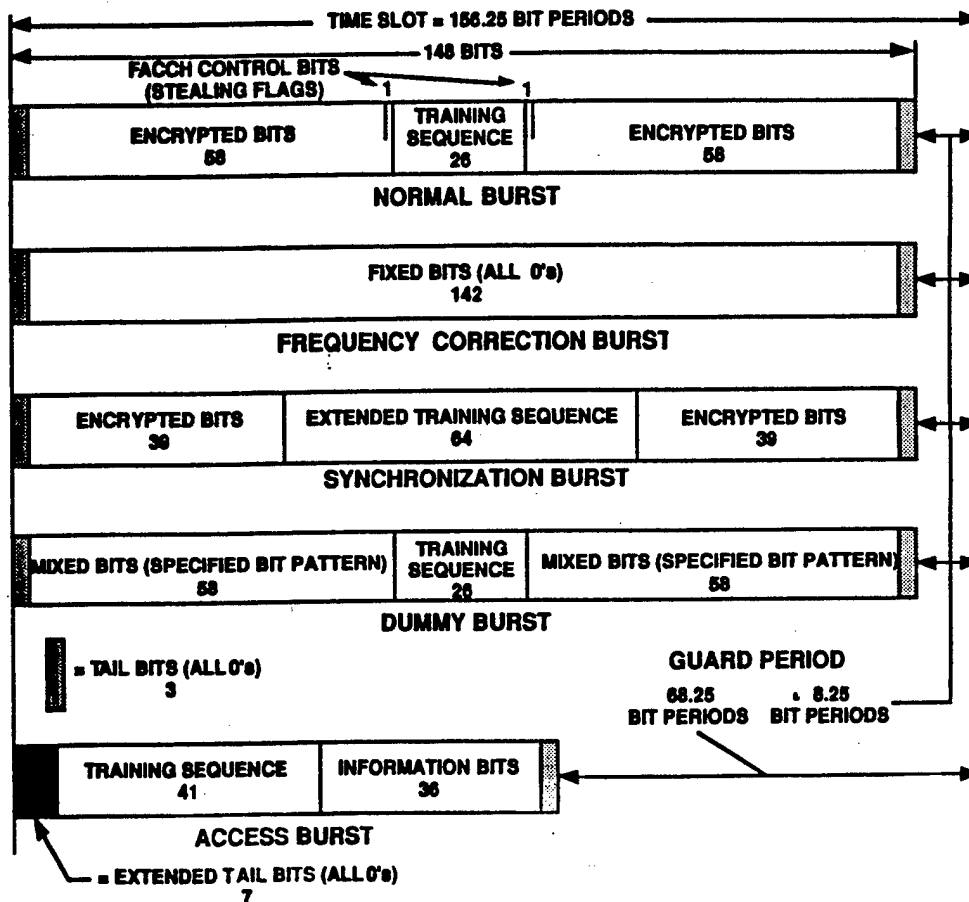 TIME SLOT = 156.25 BIT PERIODS
148 BITS
FACCH CONTROL BITS
(STEALING FLAGS)
1
1
ENCRYPTED BITS
58
TRAINING
SEQUENCE
26
ENCRYPTED BITS
58
NORMAL BURST
FIXED BITS (ALL 0's)
142
FREQUENCY CORRECTION BURST
ENCRYPTED BITS
39
EXTENDED TRAINING SEQUENCE
64
ENCRYPTED BITS
39
SYNCHRONIZATION BURST
MIXED BITS (SPECIFIED BIT PATTERN)
58
TRAINING
SEQUENCE
26
MIXED BITS (SPECIFIED BIT PATTERN)
58
DUMMY BURST
= TAIL BITS (ALL 0's)
3
GUARD PERIOD
68.25
BIT PERIODS
8.25
BIT PERIODS
TRAINING SEQUENCE
41
INFORMATION BITS
36
ACCESS BURST
= EXTENDED TAIL BITS (ALL 0's)
7